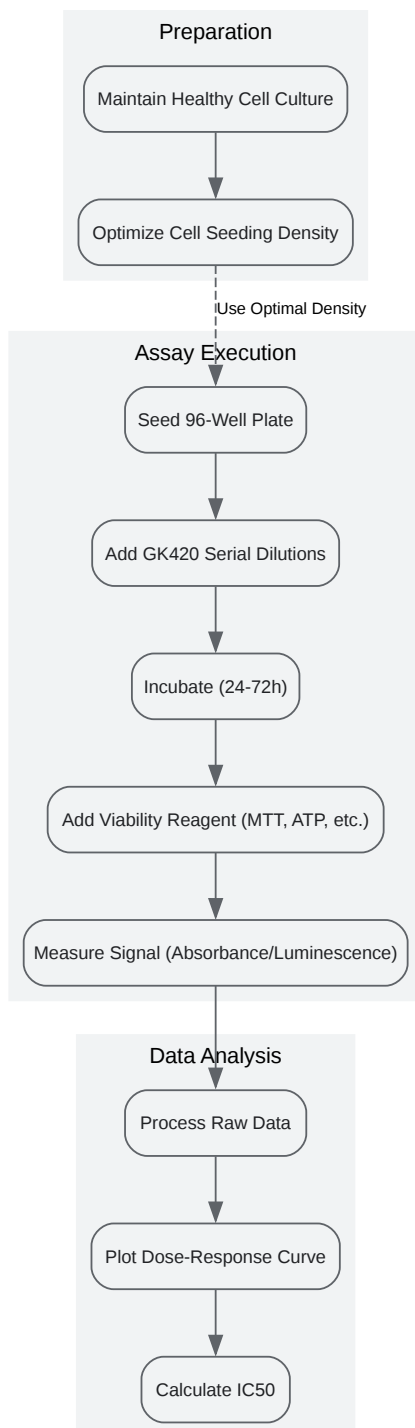 Preparation
Maintain Healthy Cell Culture
Optimize Cell Seeding Density
Use Optimal Density
Assay Execution
Seed 96-Well Plate
Add GK420 Serial Dilutions
Incubate (24-72h)
Add Viability Reagent (MTT, ATP, etc.)
Measure Signal (Absorbance/Luminescence)
Data Analysis
Process Raw Data
Plot Dose-Response Curve
Calculate IC50